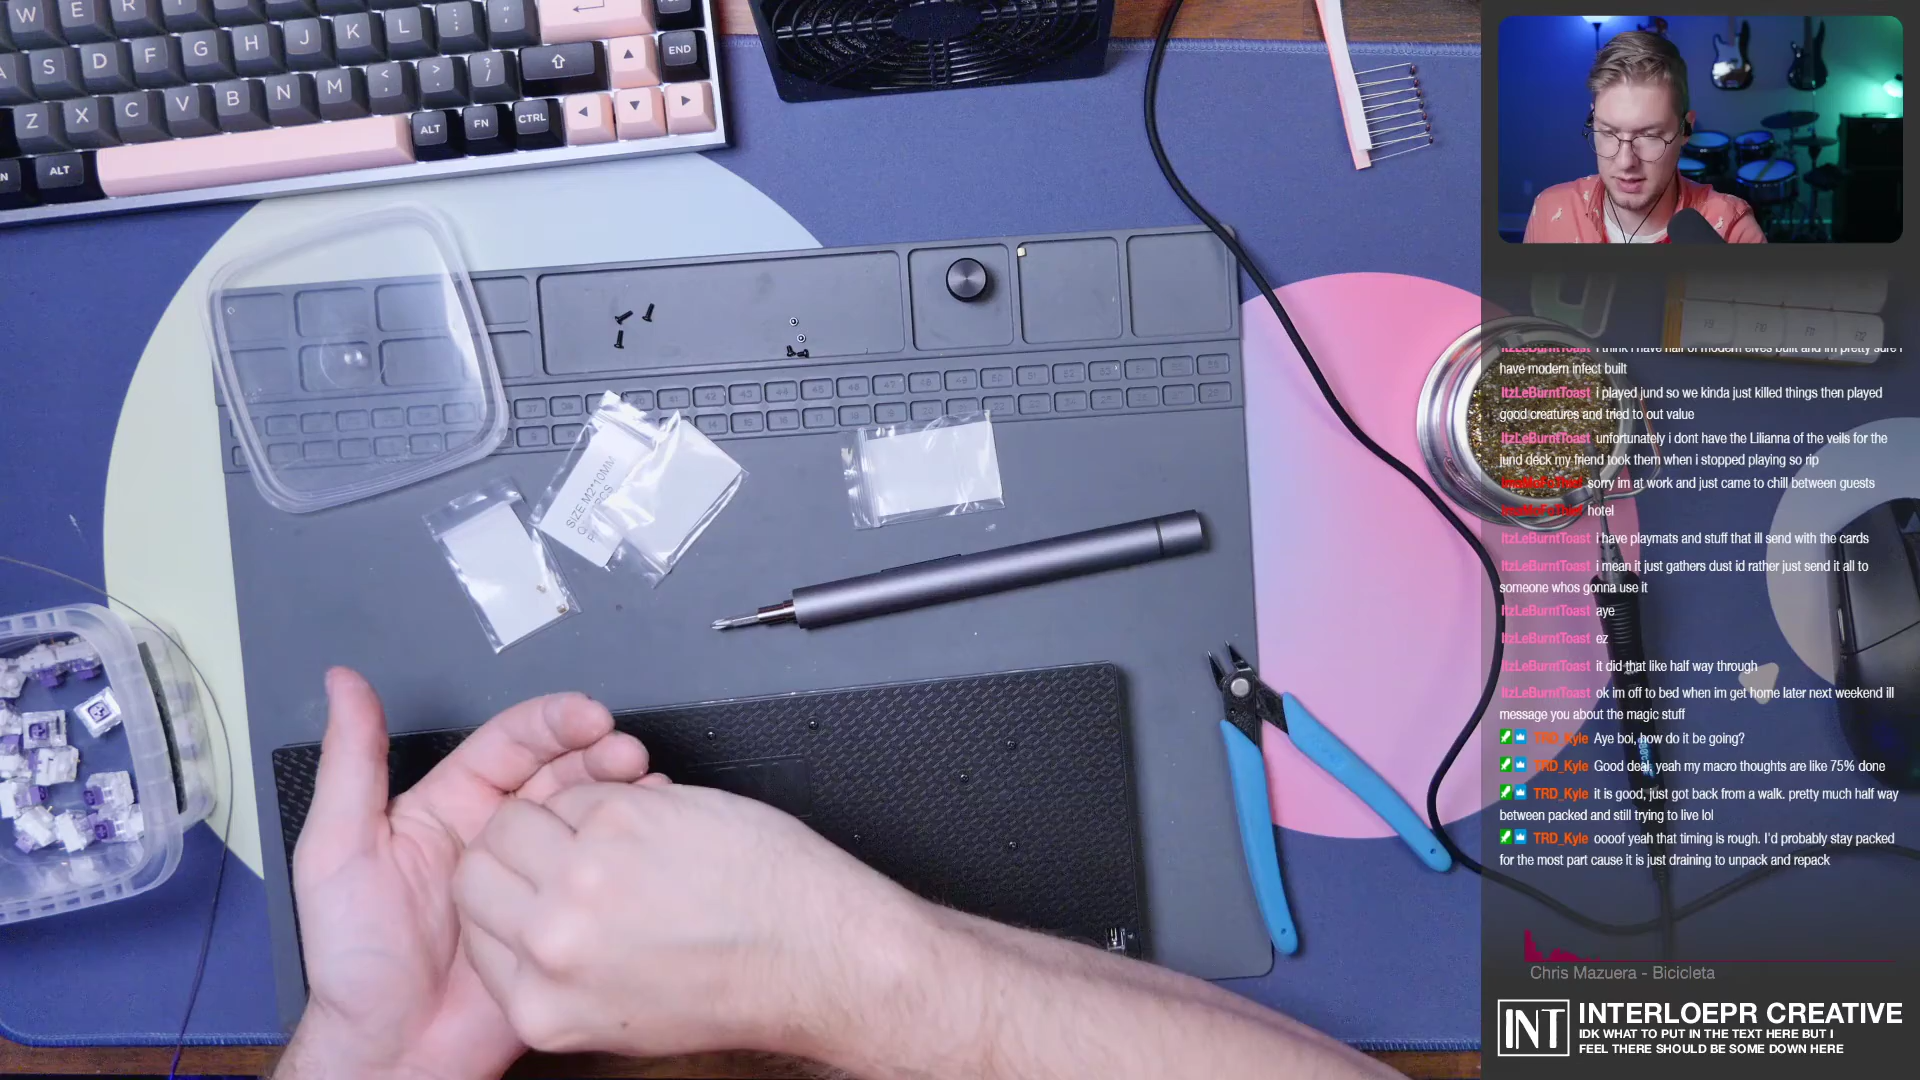 W E R
S D F G H J K L
Z X C V B N M
END
ALT FN CTRL
N ALT
SIZE:M2*10MM
have modern infect built
ItzLeBurntToast i played jund so we kinda just killed things then played
good creatures and tried to out value
ItzLeBurntToast unfortunately i dont have the Lilianna of the veils for the
jund deck my friend took them when i stopped playing so rip
sorry im at work and just came to chill between guests
hotel
ItzLeBurntToast i have playmats and stuff that ill send with the cards
ItzLeBurntToast i mean it just gathers dust id rather just send it all to
someone whos gonna use it
ItzLeBurntToast aye
ItzLeBurntToast ez
ItzLeBurntToast it did that like half way through
ItzLeBurntToast ok im off to bed when im get home later next weekend ill
message you about the magic stuff
TRD_Kyle Aye boi, how do it be going?
TRD_Kyle Good deal, yeah my macro thoughts are like 75% done
TRD_Kyle it is good, just got back from a walk. pretty much half way
between packed and still trying to live lol
TRD_Kyle oooof yeah that timing is rough. I'd probably stay packed
for the most part cause it is just draining to unpack and repack
Chris Mazuera - Bicicleta
INT INTERLOEPR CREATIVE
IDK WHAT TO PUT IN THE TEXT HERE BUT I
FEEL THERE SHOULD BE SOME DOWN HERE